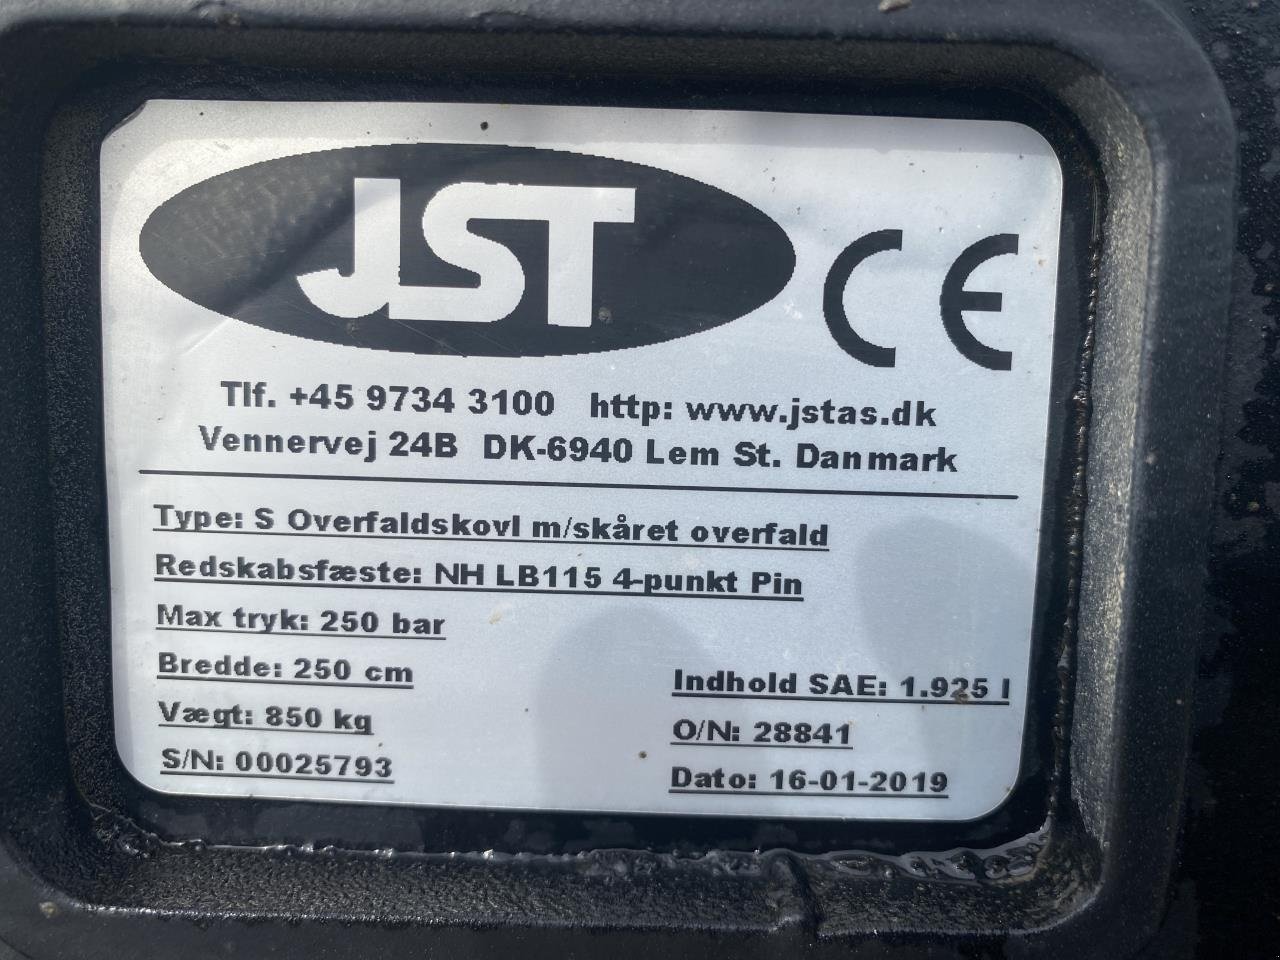 JST CE
Tlf. +45 9734 3100 http: www.jstas.dk
Vennervej 24B DK-6940 Lem St. Danmark
Type: S Overfaldskovl m/skåret overfald
Redskabsfæste: NH LB115 4-punkt Pin
Max tryk: 250 bar
Bredde: 250 cm
Indhold SAE: 1.925 l
Vægt: 850 kg
O/N: 28841
S/N: 00025793
Dato: 16-01-2019